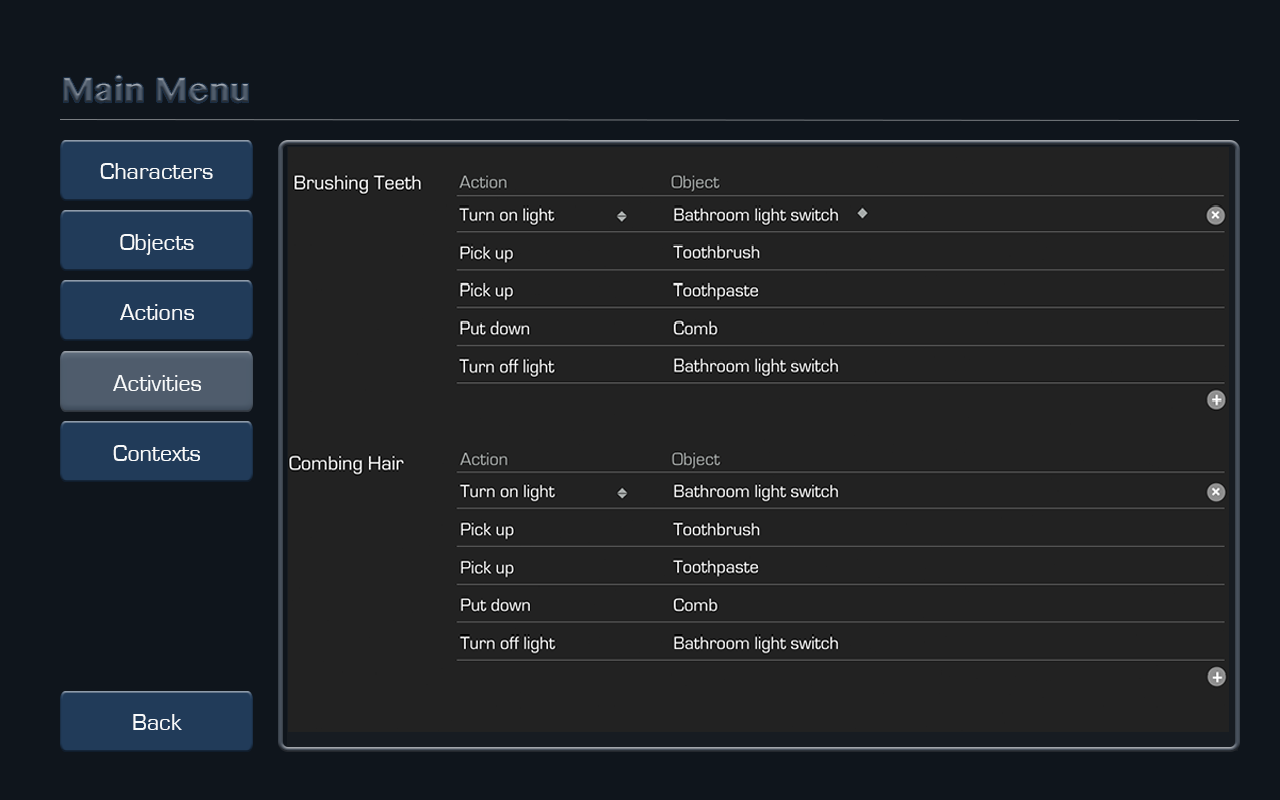 Main Menu
Characters
Objects
Actions
Activities
Contexts
Back
Brushing Teeth Action Object
Turn on light Bathroom light switch
Pick up Toothbrush
Pick up Toothpaste
Put down Comb
Turn off light Bathroom light switch
Combing Hair Action Object
Turn on light Bathroom light switch
Pick up Toothbrush
Pick up Toothpaste
Put down Comb
Turn off light Bathroom light switch